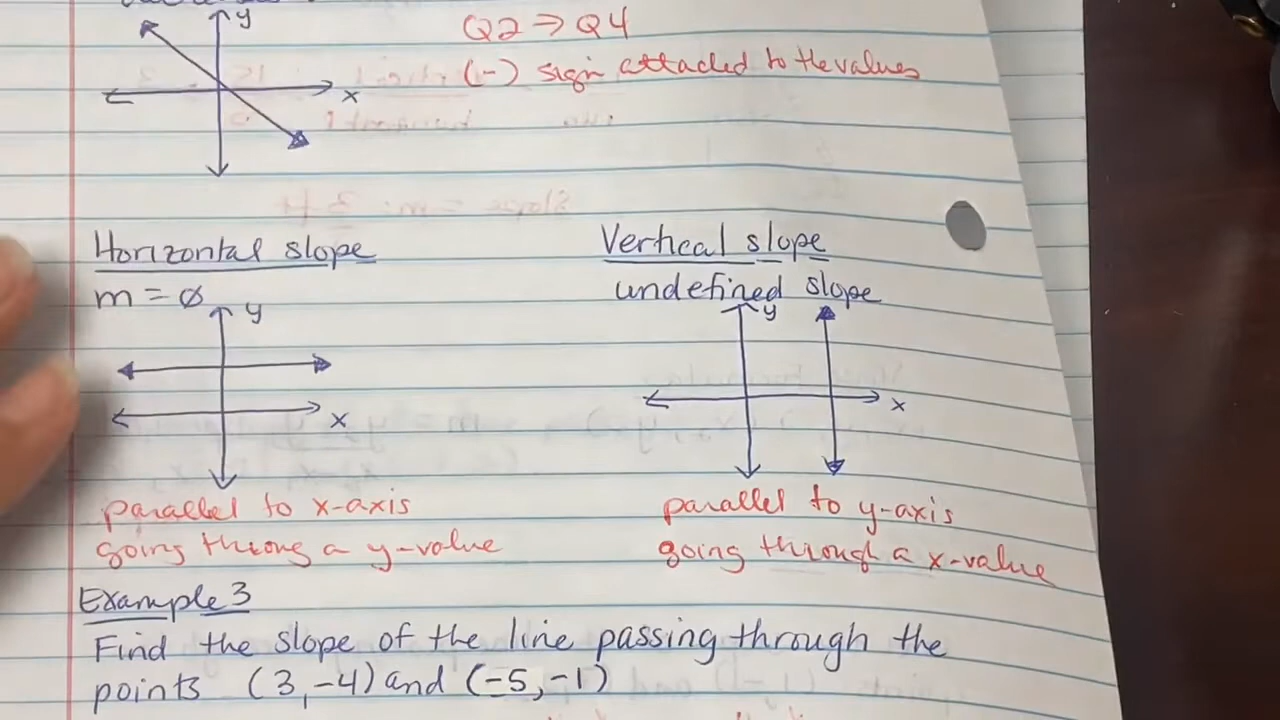 y
Q2 ⇒ Q4
x
(-) sign attached to the values
Horizontal slope
m = ∅
y
x
parallel to x-axis
going throug a y-value
Vertical slope
undefined slope
y
x
parallel to y-axis
going through a x-value
Example 3
Find the slope of the line passing through the
points (3,-4) and (-5,-1)